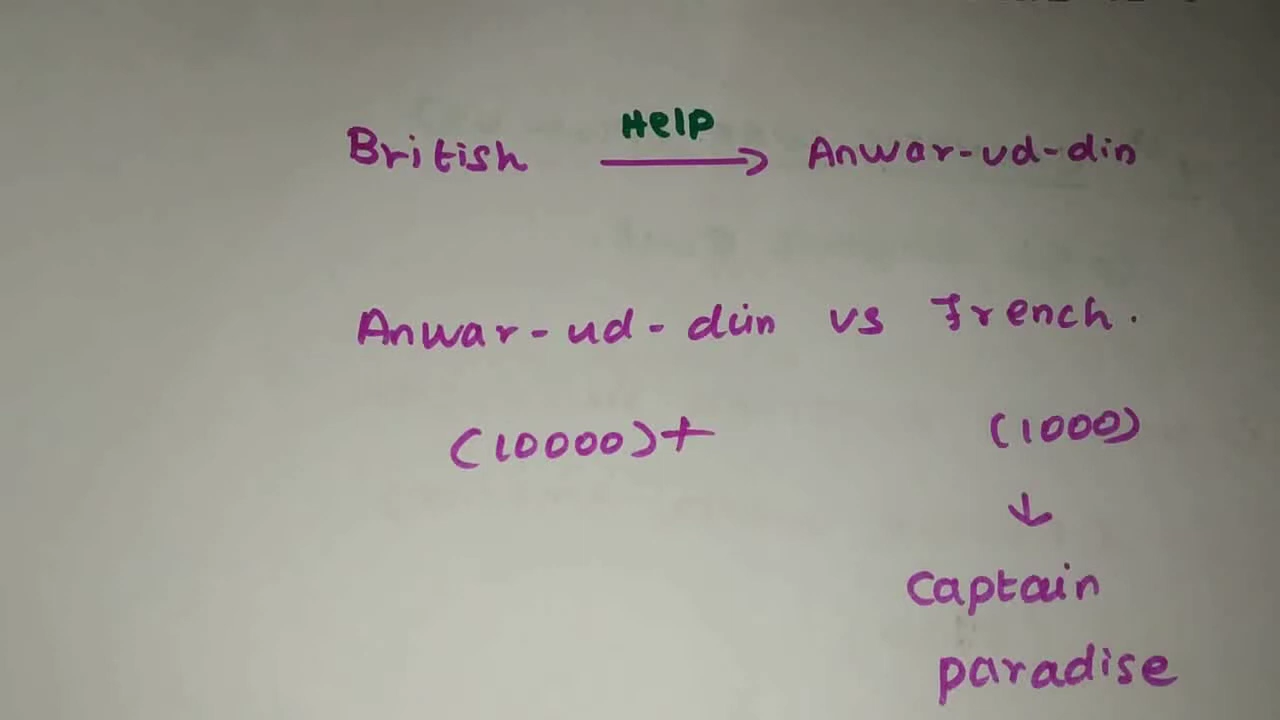 Help
British → Anwar-ud-din
Anwar-ud-din vs French.
(10000)+ (1000)
↓
Captain
paradise